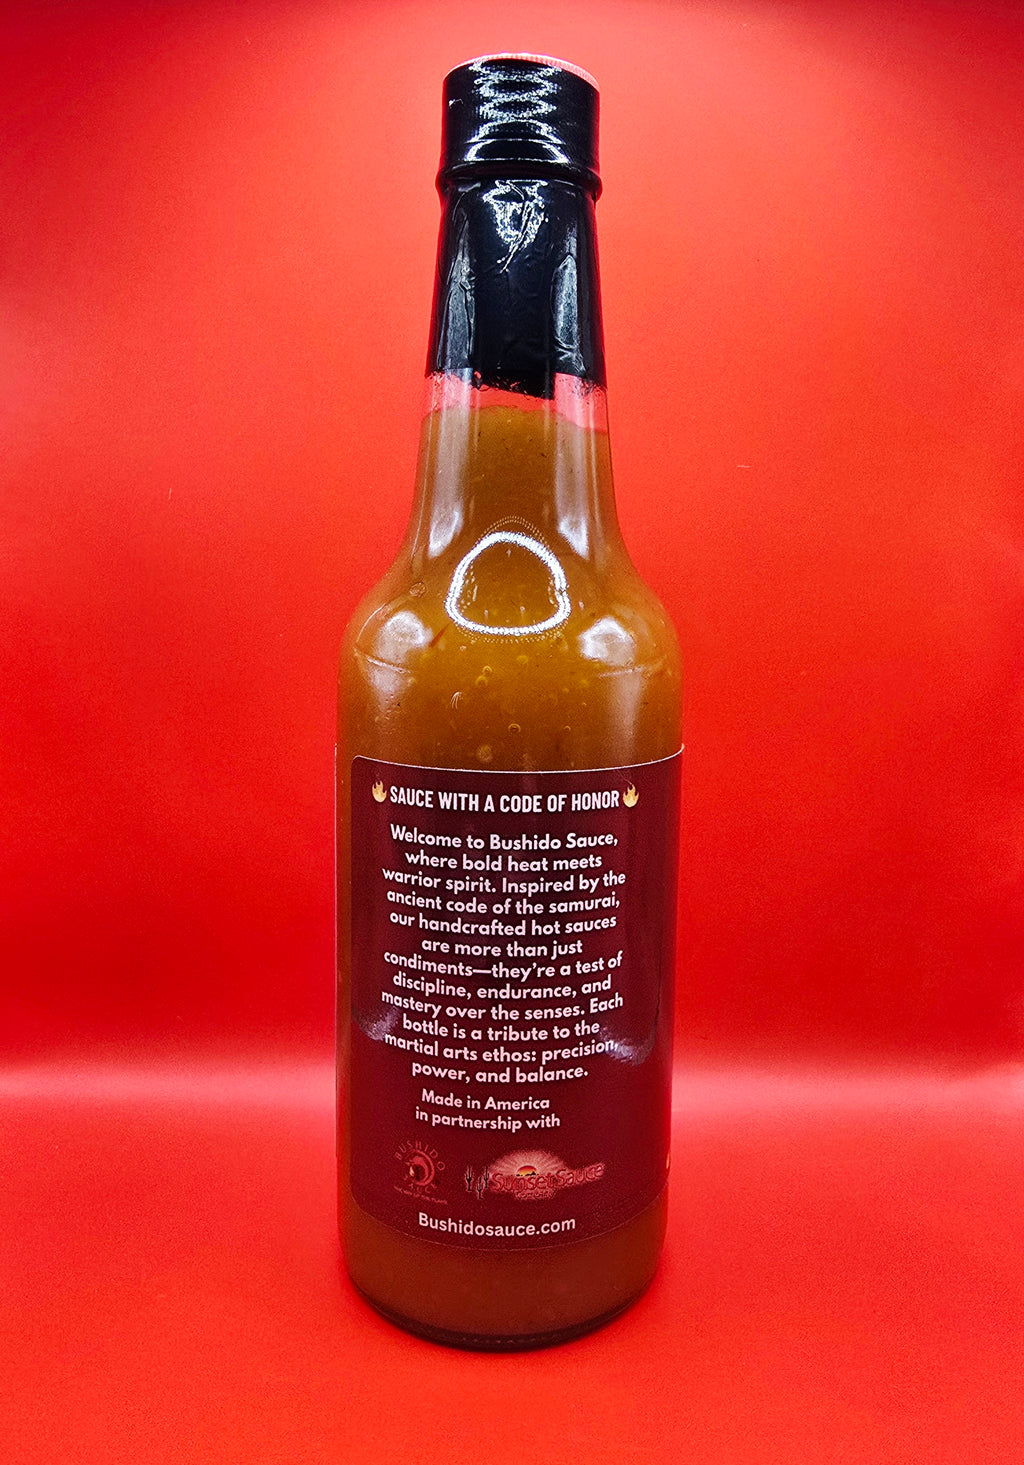 🔥SAUCE WITH A CODE OF HONOR🔥
Welcome to Bushido Sauce,
where bold heat meets
warrior spirit. Inspired by the
ancient code of the samurai,
our handcrafted hot sauces
are more than just
condiments—they're a test of
discipline, endurance, and
mastery over the senses. Each
bottle is a tribute to the
martial arts ethos: precision,
power, and balance.
Made in America
in partnership with
BUSHIDO
Sunset Sauce
Company
Bushidosauce.com